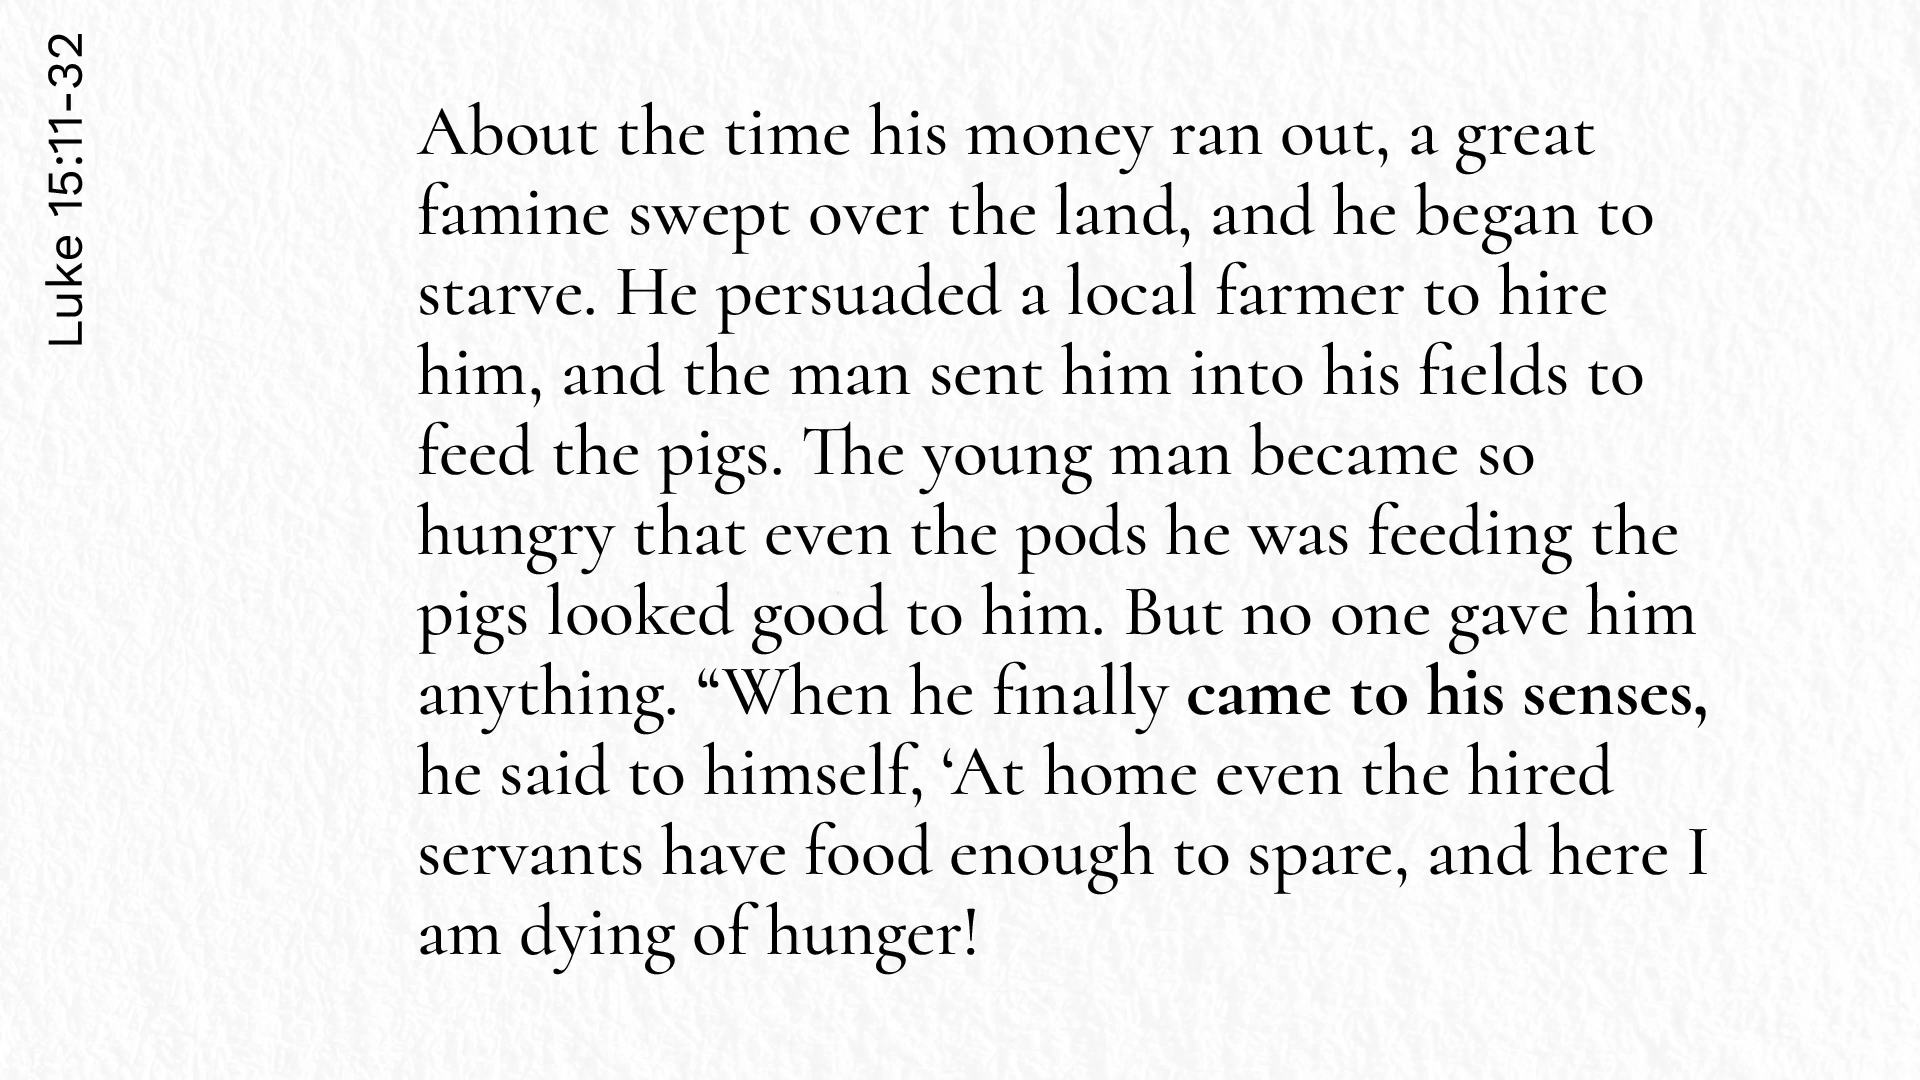 Luke 15:11-32
About the time his money ran out, a great
famine swept over the land, and he began to
starve. He persuaded a local farmer to hire
him, and the man sent him into his fields to
feed the pigs. The young man became so
hungry that even the pods he was feeding the
pigs looked good to him. But no one gave him
anything. “When he finally came to his senses,
he said to himself, ‘At home even the hired
servants have food enough to spare, and here I
am dying of hunger!